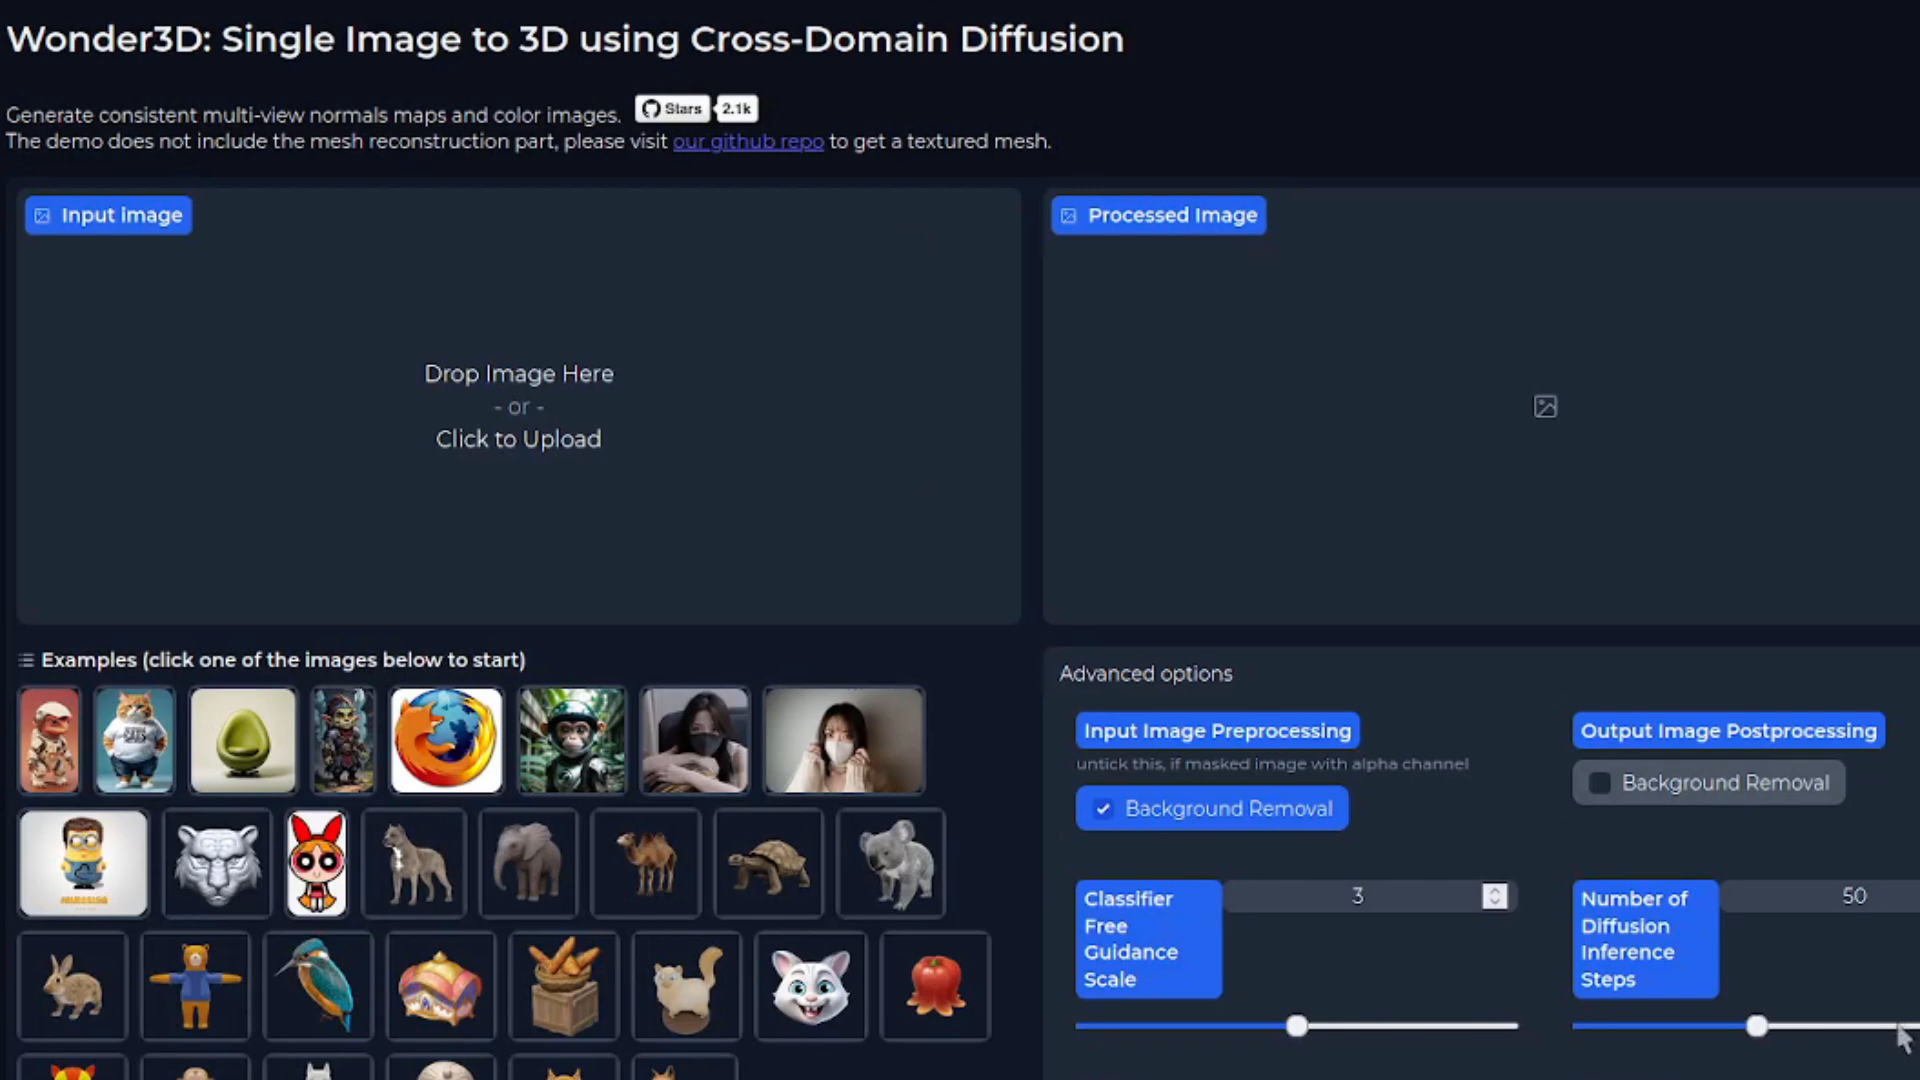 Wonder3D: Single Image to 3D using Cross-Domain Diffusion
Generate consistent multi-view normals maps and color images. Stars 2.1k
The demo does not include the mesh reconstruction part, please visit our github repo to get a textured mesh.
Input image
Processed Image
Drop Image Here
- or -
Click to Upload
Examples (click one of the images below to start)
Advanced options
Input Image Preprocessing
untick this, if masked image with alpha channel
Background Removal
Output Image Postprocessing
Background Removal
Classifier
Free
Guidance
Scale
3
Number of
Diffusion
Inference
Steps
50